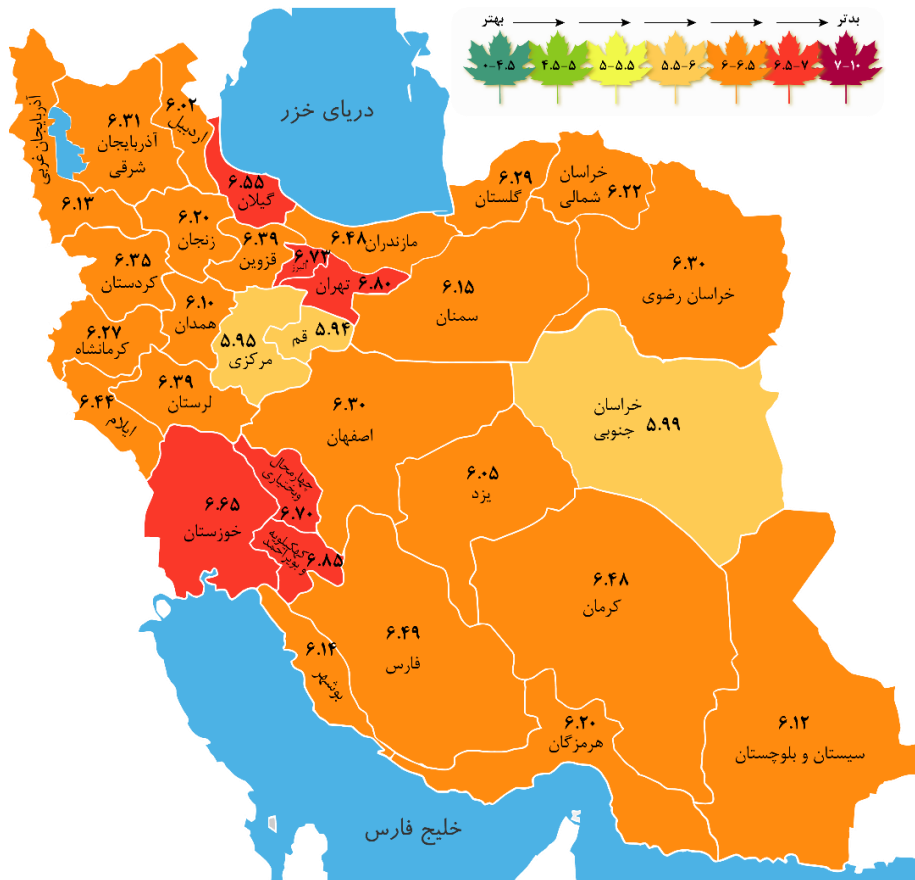 بهتر بدتر
۰-۴.۵ ۴.۵-۵ ۵-۵.۵ ۵.۵-۶ ۶-۶.۵ ۶.۵-۷ ۷-۱۰
دریای خزر
آذربایجان غربی
۶.۱۳
۶.۳۱
آذربایجان
شرقی
۶.۰۲
اردبیل
۶.۵۵
گیلان
۶.۲۰
زنجان
۶.۳۹
قزوین
۶.۴۸
مازندران
۶.۲۹
گلستان
خراسان
شمالی
۶.۲۲
۶.۳۰
خراسان رضوی
۶.۳۵
کردستان
۶.۱۰
همدان
۶.۷۳
البرز
تهران ۶.۸۰
۶.۱۵
سمنان
۶.۲۷
کرمانشاه
۵.۹۵
مرکزی
قم ۵.۹۴
۶.۴۴
ایلام
۶.۳۹
لرستان
۶.۳۰
اصفهان
خراسان
جنوبی
۵.۹۹
۶.۶۵
خوزستان
چهارمحال
وبختیاری
۶.۷۰
کهکیلویه
و بویراحمد
۶.۸۵
۶.۰۵
یزد
۶.۴۸
کرمان
۶.۴۹
فارس
۶.۱۴
بوشهر
۶.۲۰
هرمزگان
۶.۱۲
سیستان و بلوچستان
خلیج فارس